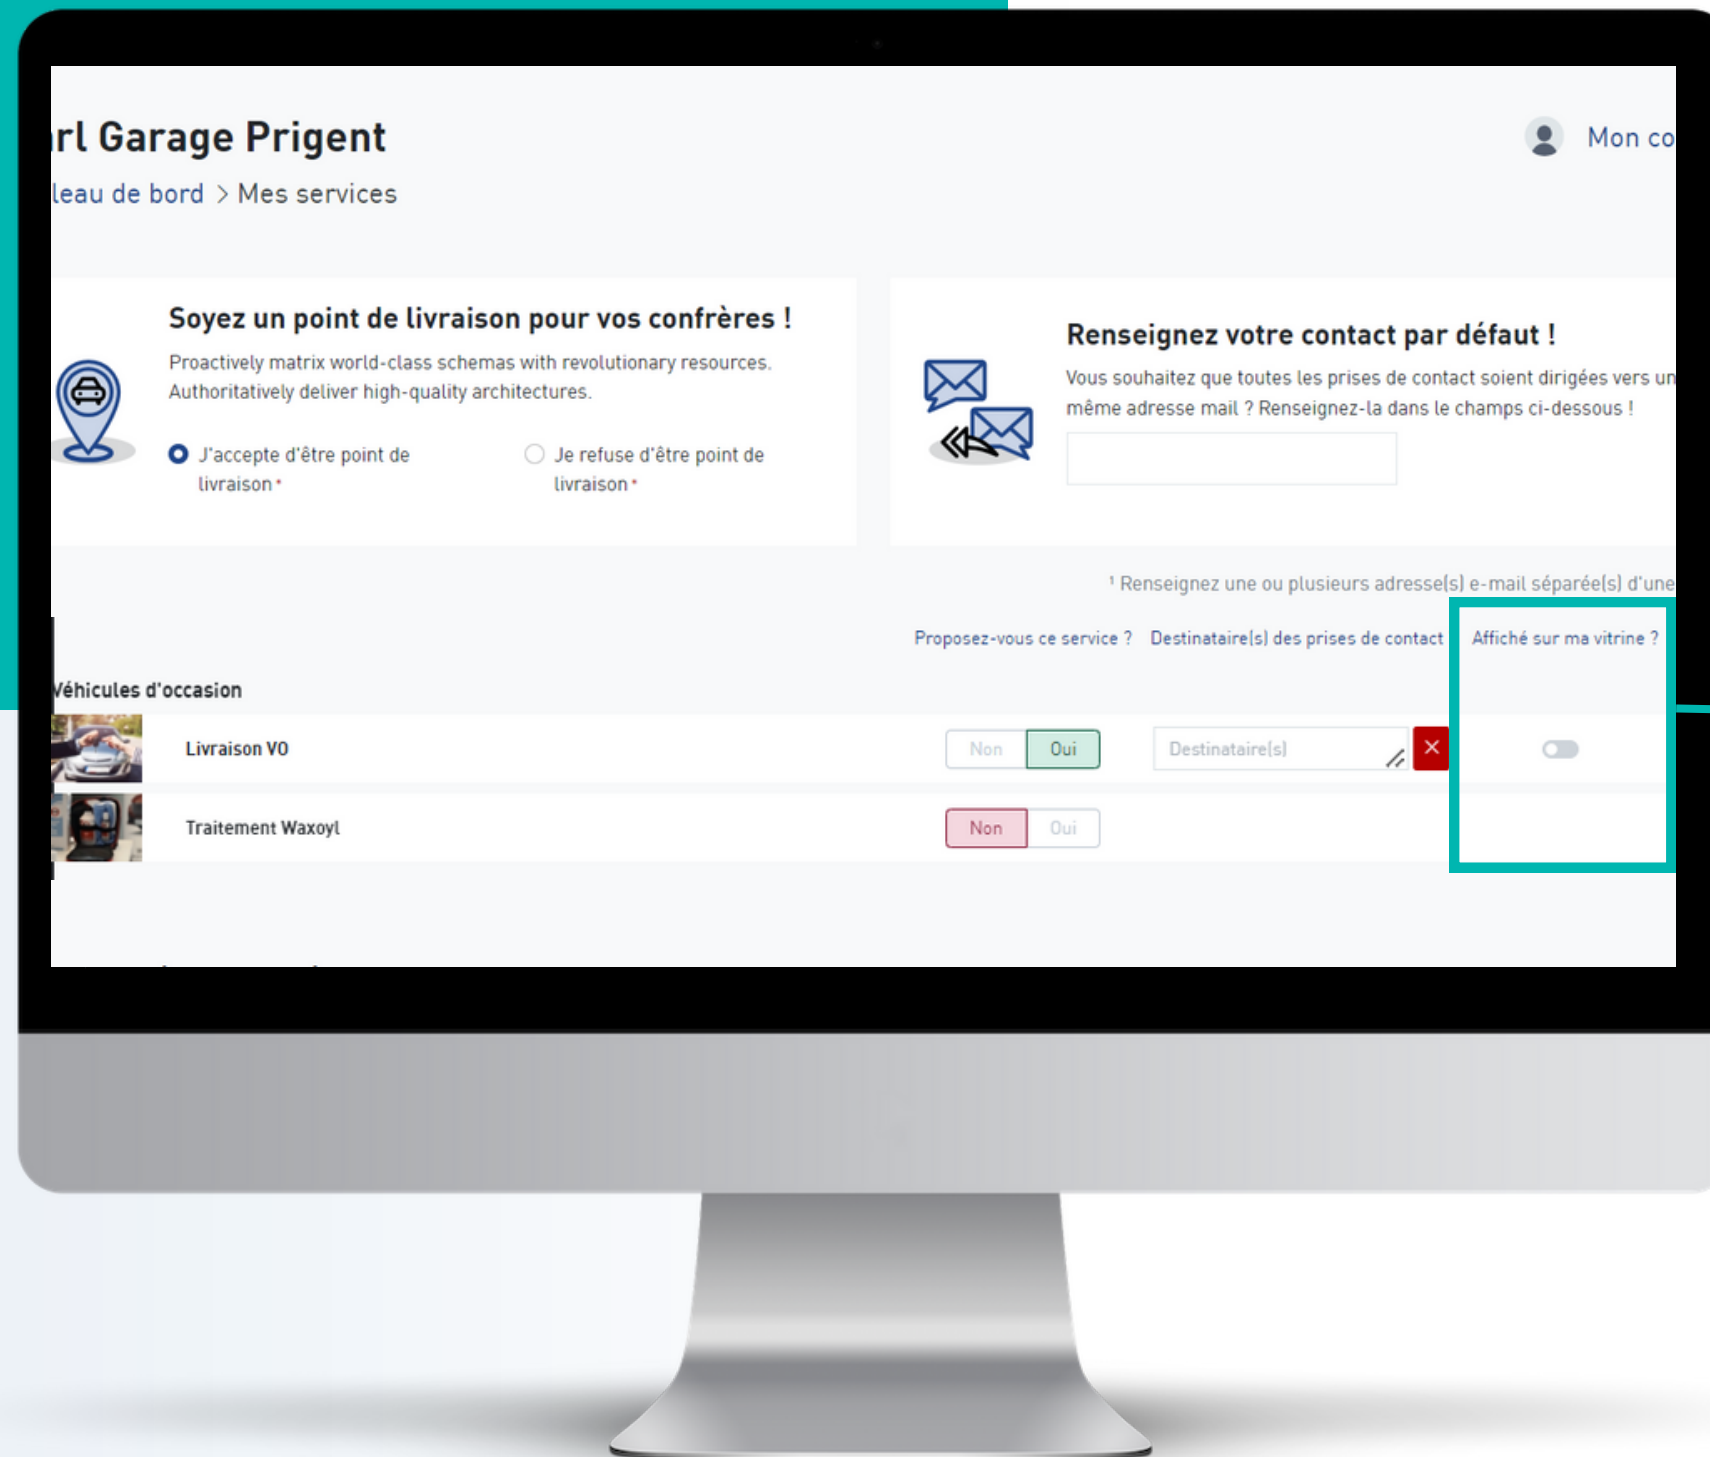 rl Garage Prigent
Mon co
leau de bord > Mes services
Soyez un point de livraison pour vos confrères !
Proactively matrix world-class schemas with revolutionary resources.
Authoritatively deliver high-quality architectures.
J'accepte d'être point de
livraison *
Je refuse d'être point de
livraison *
Renseignez votre contact par défaut !
Vous souhaitez que toutes les prises de contact soient dirigées vers un
même adresse mail ? Renseignez-la dans le champs ci-dessous !
¹ Renseignez une ou plusieurs adresse(s) e-mail séparée(s) d'une
Proposez-vous ce service ? Destinataire(s) des prises de contact Affiché sur ma vitrine ?
Véhicules d'occasion
Livraison VO Non Oui Destinataire(s)
Traitement Waxoyl Non Oui